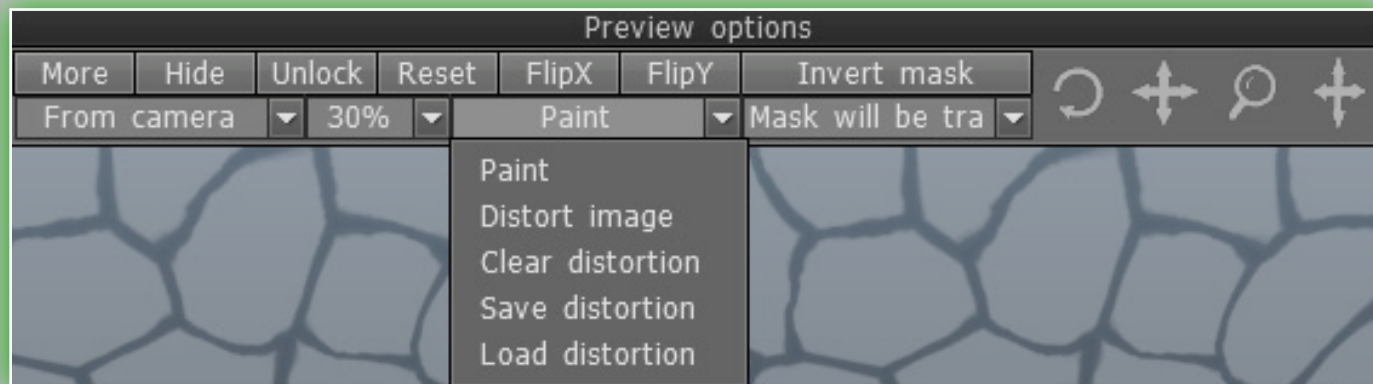 Preview options
More Hide Unlock Reset FlipX FlipY Invert mask
From camera 30% Paint Mask will be tra
Paint
Distort image
Clear distortion
Save distortion
Load distortion